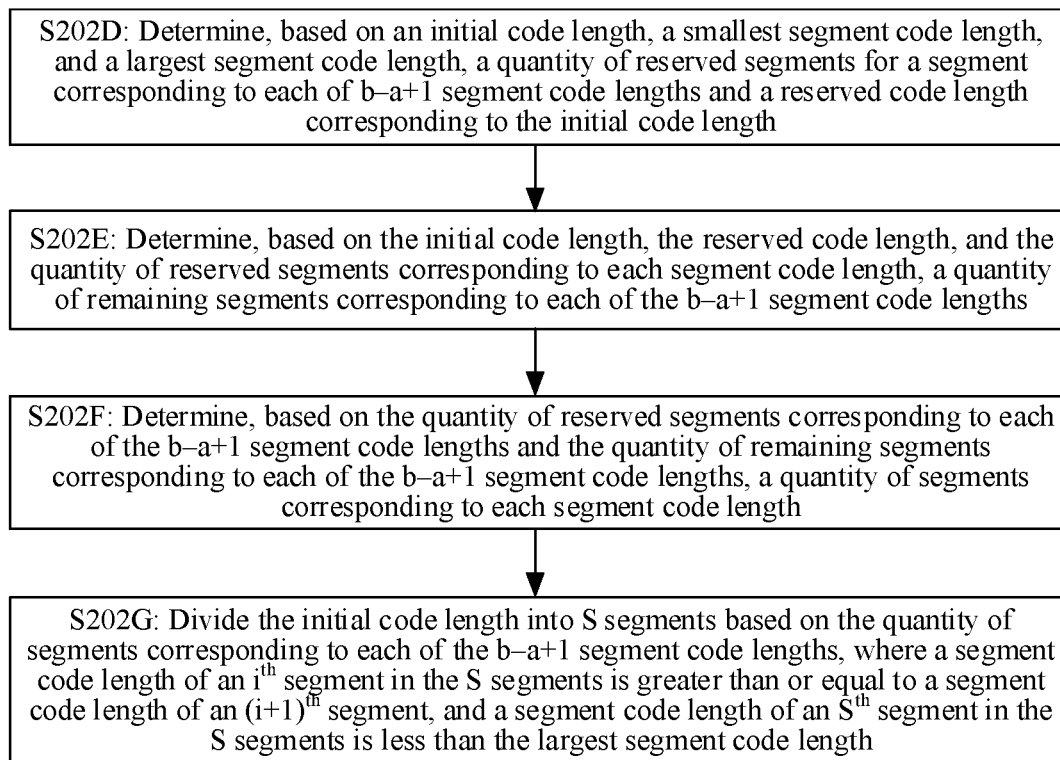 S202D: Determine, based on an initial code length, a smallest segment code length,
and a largest segment code length, a quantity of reserved segments for a segment
corresponding to each of b–a+1 segment code lengths and a reserved code length
corresponding to the initial code length
S202E: Determine, based on the initial code length, the reserved code length, and the
quantity of reserved segments corresponding to each segment code length, a quantity
of remaining segments corresponding to each of the b–a+1 segment code lengths
S202F: Determine, based on the quantity of reserved segments corresponding to each
of the b–a+1 segment code lengths and the quantity of remaining segments
corresponding to each of the b–a+1 segment code lengths, a quantity of segments
corresponding to each segment code length
S202G: Divide the initial code length into S segments based on the quantity of
segments corresponding to each of the b–a+1 segment code lengths, where a segment
code length of an i^th segment in the S segments is greater than or equal to a segment
code length of an (i+1)^th segment, and a segment code length of an S^th segment in the
S segments is less than the largest segment code length